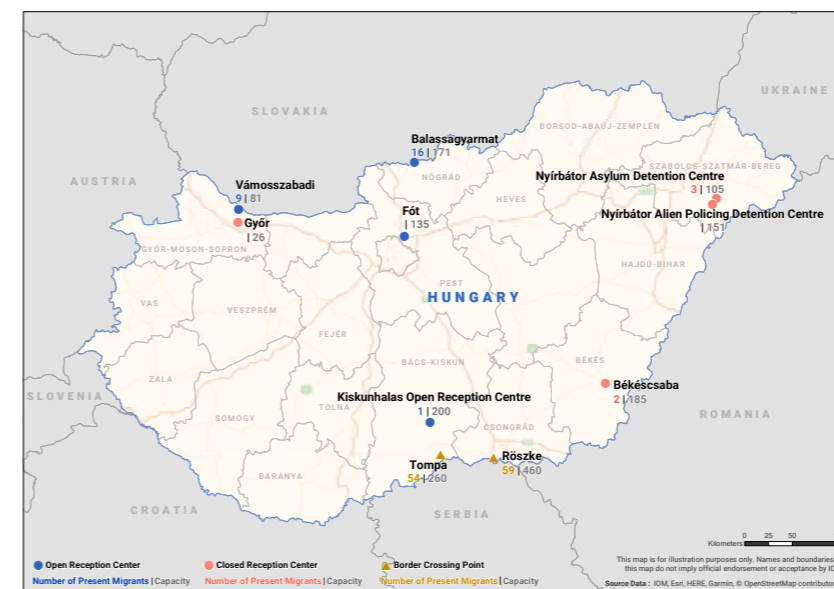 UKRAINE
SLOVAKIA
BORSOD-ABAÚJ-ZEMPLÉN
Balassagyarmat
16 | 171
SZABOLCS-SZATMÁR-BEREG
NÓGRÁD
Nyírbátor Asylum Detention Centre
AUSTRIA
Vámosszabadi
3 | 105
9 | 81
HEVES
Fót
Nyírbátor Alien Policing Detention Centre
Győr
| 135
| 151
| 26
GYŐR-MOSON-SOPRON
HAJDÚ-BIHAR
PEST
HUNGARY
VAS
VESZPRÉM
FEJÉR
BÁCS-KISKUN
BÉKÉS
ZALA
Békéscsaba
SLOVENIA
Kiskunhalas Open Reception Centre
2 | 185
TOLNA
1 | 200
ROMANIA
SOMOGY
CSONGRÁD
Tompa
Röszke
BARANYA
54 | 260
59 | 460
CROATIA
SERBIA
0 25 50
Kilometers
This map is for illustration purposes only. Names and boundaries
this map do not imply official endorsement or acceptance by IO
Open Reception Center
Closed Reception Center
Border Crossing Point
Number of Present Migrants | Capacity
Number of Present Migrants | Capacity
Number of Present Migrants | Capacity
Source Data : IOM, Esri, HERE, Garmin, © OpenStreetMap contributor